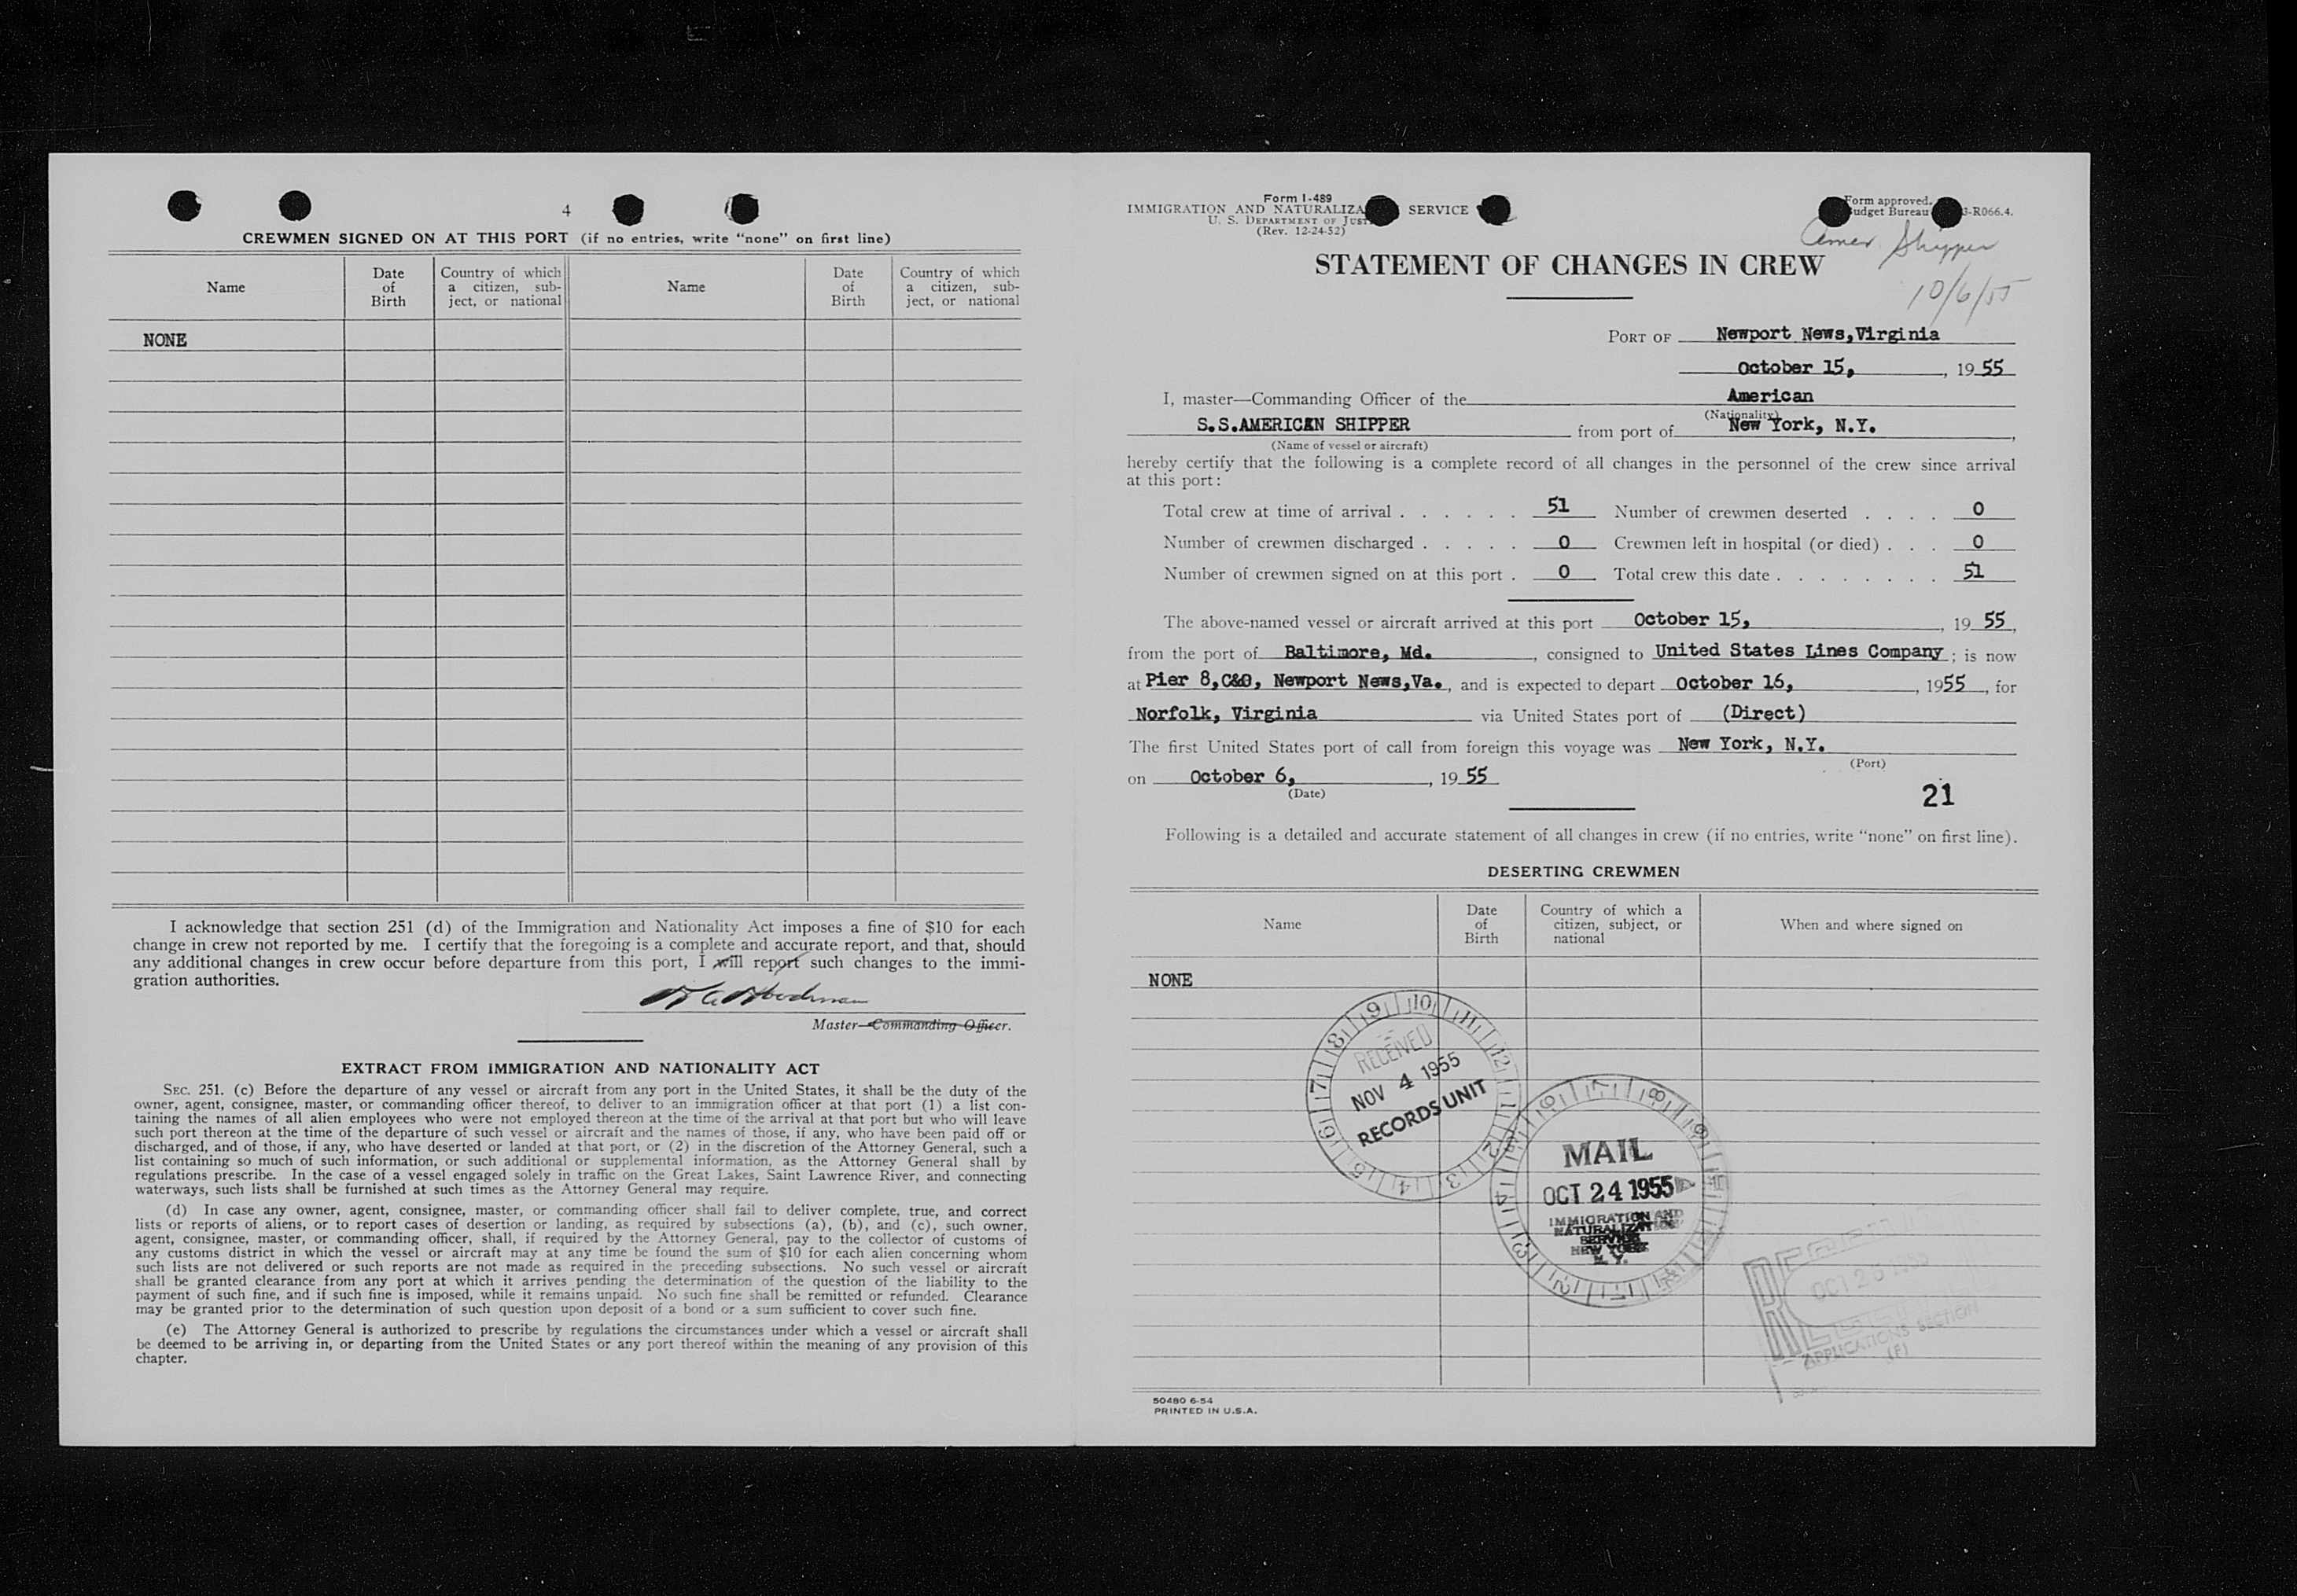 4
CREWMEN SIGNED ON AT THIS PORT (if no entries, write "none" on first line)
Name
Date of Birth
Country of which a citizen, sub-ject, or national
Name
Date of Birth
Country of which a citizen, sub-ject, or national
NONE
I acknowledge that section 251 (d) of the Immigration and Nationality Act imposes a fine of $10 for each
change in crew not reported by me. I certify that the foregoing is a complete and accurate report, and that, should
any additional changes in crew occur before departure from this port, I will report such changes to the immi-
gration authorities.
Master—Commanding Officer.
EXTRACT FROM IMMIGRATION AND NATIONALITY ACT
SEC. 251. (c) Before the departure of any vessel or aircraft from any port in the United States, it shall be the duty of the
owner, agent, consignee, master, or commanding officer thereof, to deliver to an immigration officer at that port (1) a list con-
taining the names of all alien employees who were not employed thereon at the time of the arrival at that port but who will leave
such port thereon at the time of the departure of such vessel or aircraft and the names of those, if any, who have been paid off or
discharged, and of those, if any, who have deserted or landed at that port, or (2) in the discretion of the Attorney General, such a
list containing so much of such information, or such additional or supplemental information, as the Attorney General shall by
regulations prescribe. In the case of a vessel engaged solely in traffic on the Great Lakes, Saint Lawrence River, and connecting
waterways, such lists shall be furnished at such times as the Attorney General may require.
(d) In case any owner, agent, consignee, master, or commanding officer shall fail to deliver complete, true, and correct
lists or reports of aliens, or to report cases of desertion or landing, as required by subsections (a), (b), and (c), such owner,
agent, consignee, master, or commanding officer, shall, if required by the Attorney General, pay to the collector of customs of
any customs district in which the vessel or aircraft may at any time be found the sum of $10 for each alien concerning whom
such lists are not delivered or such reports are not made as required in the preceding subsections. No such vessel or aircraft
shall be granted clearance from any port at which it arrives pending the determination of the question of the liability to the
payment of such fine, and if such fine is imposed, while it remains unpaid. No such fine shall be remitted or refunded. Clearance
may be granted prior to the determination of such question upon deposit of a bond or a sum sufficient to cover such fine.
(e) The Attorney General is authorized to prescribe by regulations the circumstances under which a vessel or aircraft shall
be deemed to be arriving in, or departing from the United States or any port thereof within the meaning of any provision of this
chapter.
Form I-489
IMMIGRATION AND NATURALIZA SERVICE
U. S. DEPARTMENT OF JUST
(Rev. 12-24-52)
Form approved.
udget Bureau 3-R066.4.
Amer Shipper
10/6/55
STATEMENT OF CHANGES IN CREW
PORT OF Newport News,Virginia
October 15, , 19 55
I, master—Commanding Officer of the American
(Nationality)
S.S.AMERICAN SHIPPER from port of New York, N.Y. ,
(Name of vessel or aircraft)
hereby certify that the following is a complete record of all changes in the personnel of the crew since arrival
at this port:
Total crew at time of arrival . . . . . . 51 Number of crewmen deserted . . . . 0
Number of crewmen discharged . . . . . 0 Crewmen left in hospital (or died) . . . 0
Number of crewmen signed on at this port . 0 Total crew this date . . . . . . . . 51
The above-named vessel or aircraft arrived at this port October 15, , 19 55,
from the port of Baltimore, Md. , consigned to United States Lines Company ; is now
at Pier 8,C&O, Newport News,Va. , and is expected to depart October 16, , 1955 , for
Norfolk, Virginia via United States port of (Direct)
The first United States port of call from foreign this voyage was New York, N.Y.
(Port)
on October 6, , 19 55
(Date)
21
Following is a detailed and accurate statement of all changes in crew (if no entries, write "none" on first line).
DESERTING CREWMEN
Name
Date of Birth
Country of which a citizen, subject, or national
When and where signed on
NONE
RECEIVED
NOV 4 1955
RECORDS UNIT
MAIL
OCT 24 1955
IMMIGRATION AND
NATURALIZATION
SERVICE
NEW YORK
N. Y.
APPLICATIONS SECTION
(F)
50480 6-54
PRINTED IN U.S.A.